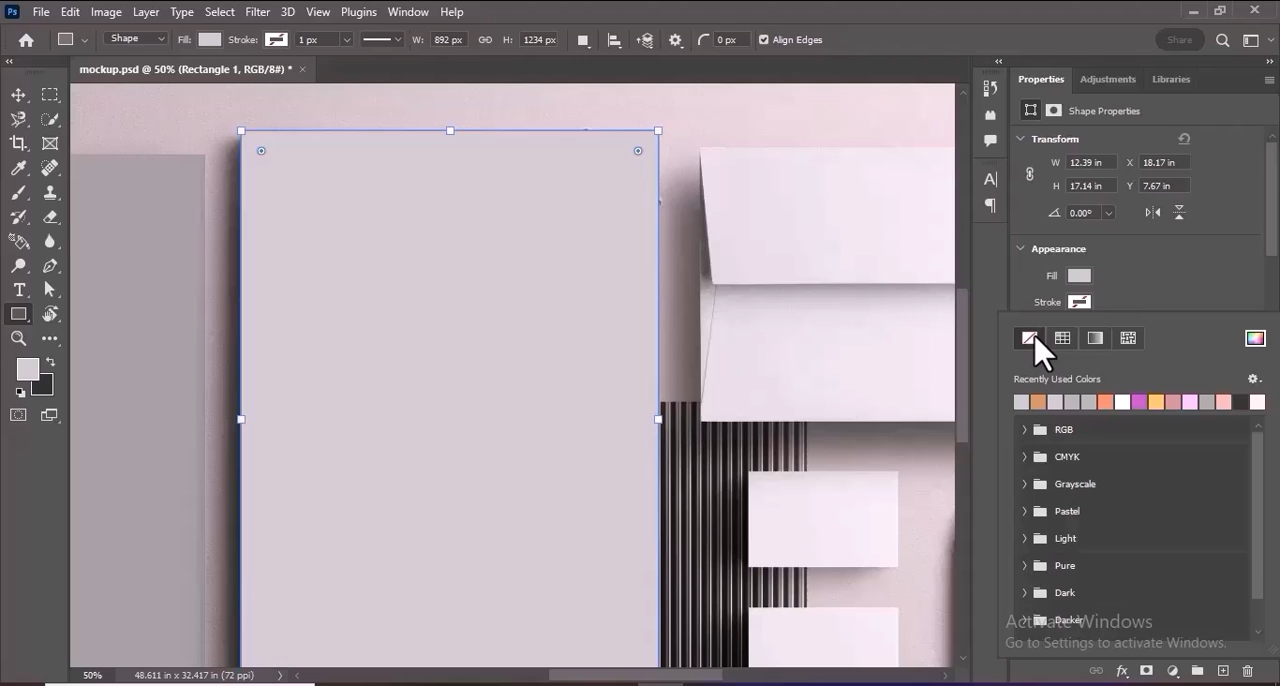 Ps File Edit Image Layer Type Select Filter 3D View Plugins Window Help
Shape Fill: Stroke: 1 px W: 892 px H: 1234 px 0 px Align Edges Share
mockup.psd @ 50% (Rectangle 1, RGB/8#) *
Properties Adjustments Libraries
Shape Properties
Transform
W 12.39 in X 18.17 in
H 17.14 in Y 7.67 in
0.00°
Appearance
Fill
Stroke
Recently Used Colors
RGB
CMYK
Grayscale
Pastel
Light
Pure
Dark
Darker
Activate Windows
Go to Settings to activate Windows.
50% 48.611 in x 32.417 in (72 ppi)